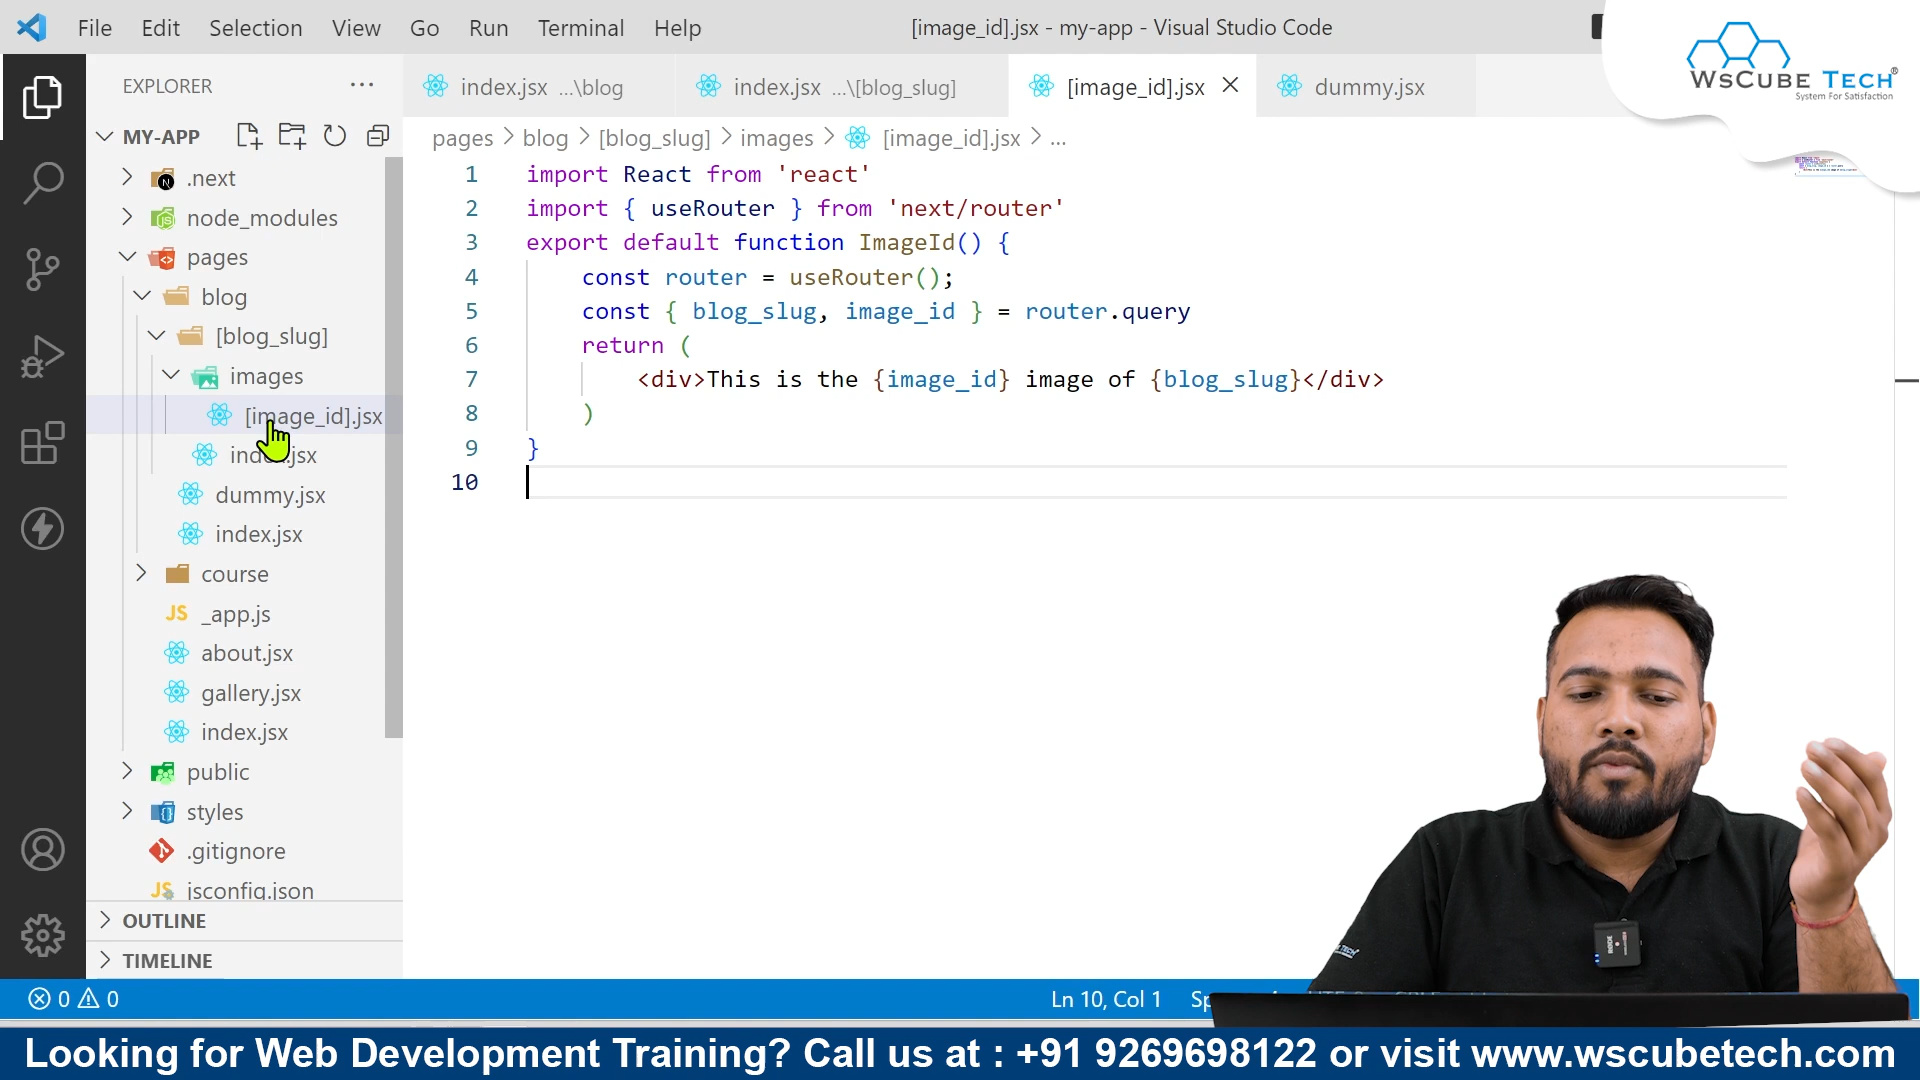 File Edit Selection View Go Run Terminal Help
[image_id].jsx - my-app - Visual Studio Code
WsCube TECH®
System For Satisfaction
EXPLORER
index.jsx ...\blog
index.jsx ...\[blog_slug]
[image_id].jsx
dummy.jsx
MY-APP
pages > blog > [blog_slug] > images > [image_id].jsx > ...
.next
node_modules
pages
blog
[blog_slug]
images
[image_id].jsx
index.jsx
dummy.jsx
index.jsx
course
JS _app.js
about.jsx
gallery.jsx
index.jsx
public
styles
.gitignore
JS jsconfig.json
OUTLINE
TIMELINE
1 import React from 'react'
2 import { useRouter } from 'next/router'
3 export default function ImageId() {
4 const router = useRouter();
5 const { blog_slug, image_id } = router.query
6 return (
7 <div>This is the {image_id} image of {blog_slug}</div>
8 )
9 }
10
RODE
0 0
Ln 10, Col 1
Looking for Web Development Training? Call us at : +91 9269698122 or visit www.wscubetech.com